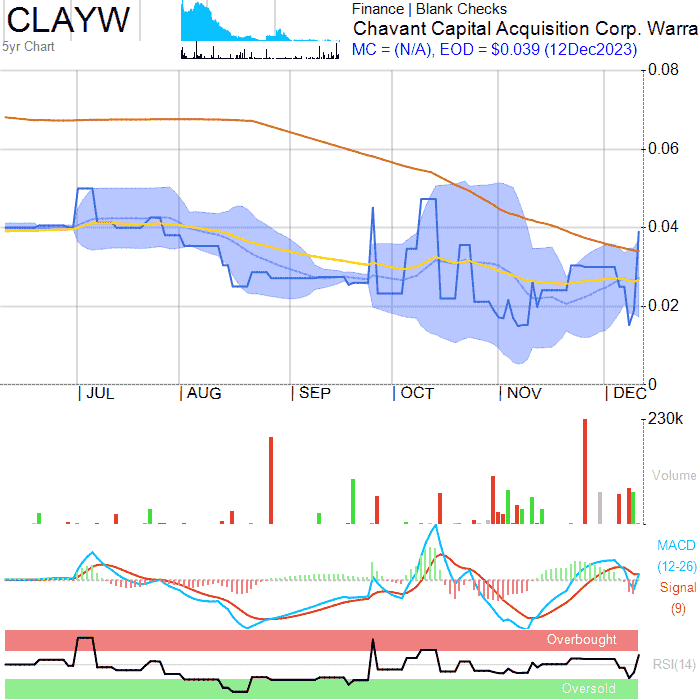 CLAYW
5yr Chart
Finance | Blank Checks
Chavant Capital Acquisition Corp. Warra
MC = (N/A), EOD = $0.039 (12Dec2023)
0.08
0.06
0.04
0.02
0
| JUL
| AUG
| SEP
| OCT
| NOV
| DEC
230k
Volume
MACD
(12-26)
Signal
(9)
Overbought
RSI(14)
Oversold